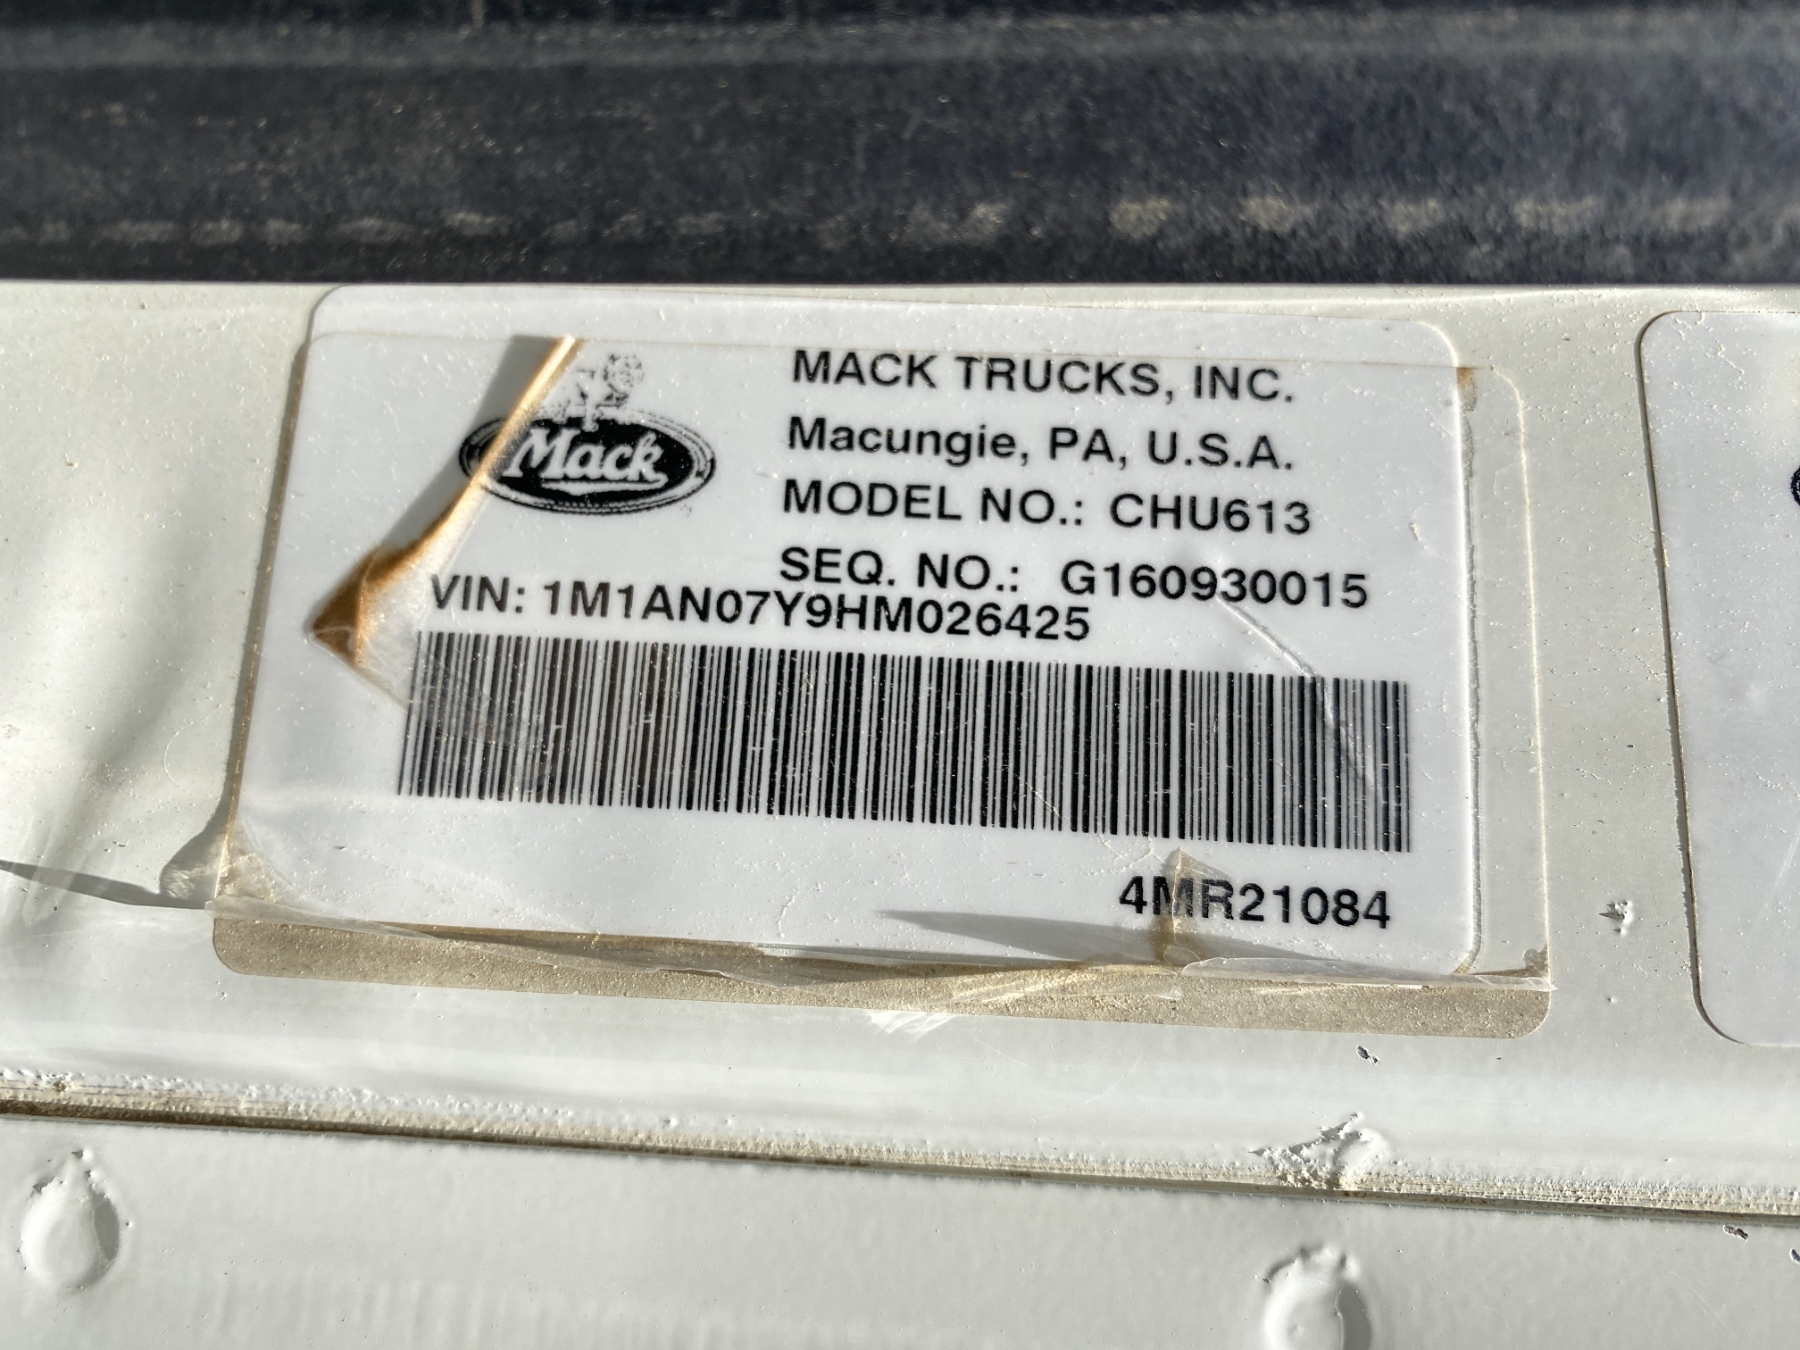 Mack
MACK TRUCKS, INC.
Macungie, PA, U.S.A.
MODEL NO.: CHU613
SEQ. NO.: G160930015
VIN: 1M1AN07Y9HM026425
4MR21084